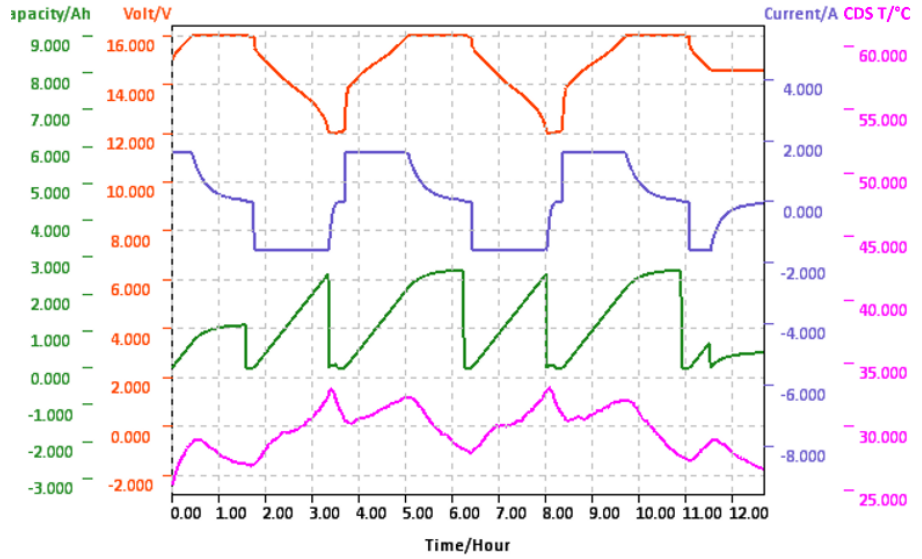 apacity/Ah Volt/V Current/A CDS T/°C
9.000 16.000 60.000
8.000 14.000 4.000 55.000
7.000 12.000 2.000 50.000
6.000 10.000 0.000 45.000
5.000 8.000 -2.000 40.000
4.000 6.000 -4.000 35.000
3.000 4.000 -6.000 30.000
2.000 2.000 -8.000 25.000
1.000 0.000
0.000 -2.000
-1.000
-2.000
-3.000
0.00 1.00 2.00 3.00 4.00 5.00 6.00 7.00 8.00 9.00 10.00 11.00 12.00
Time/Hour